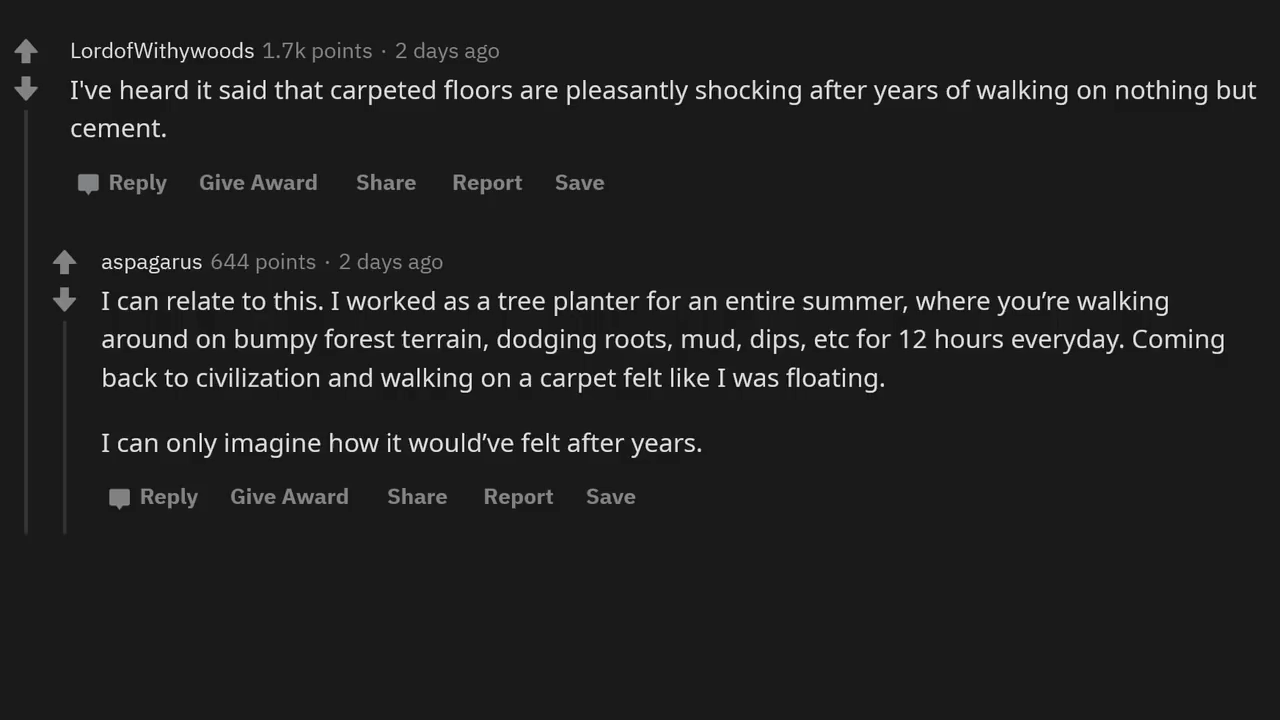 LordofWithywoods 1.7k points · 2 days ago
I've heard it said that carpeted floors are pleasantly shocking after years of walking on nothing but
cement.
Reply Give Award Share Report Save
aspagarus 644 points · 2 days ago
I can relate to this. I worked as a tree planter for an entire summer, where you’re walking
around on bumpy forest terrain, dodging roots, mud, dips, etc for 12 hours everyday. Coming
back to civilization and walking on a carpet felt like I was floating.
I can only imagine how it would’ve felt after years.
Reply Give Award Share Report Save